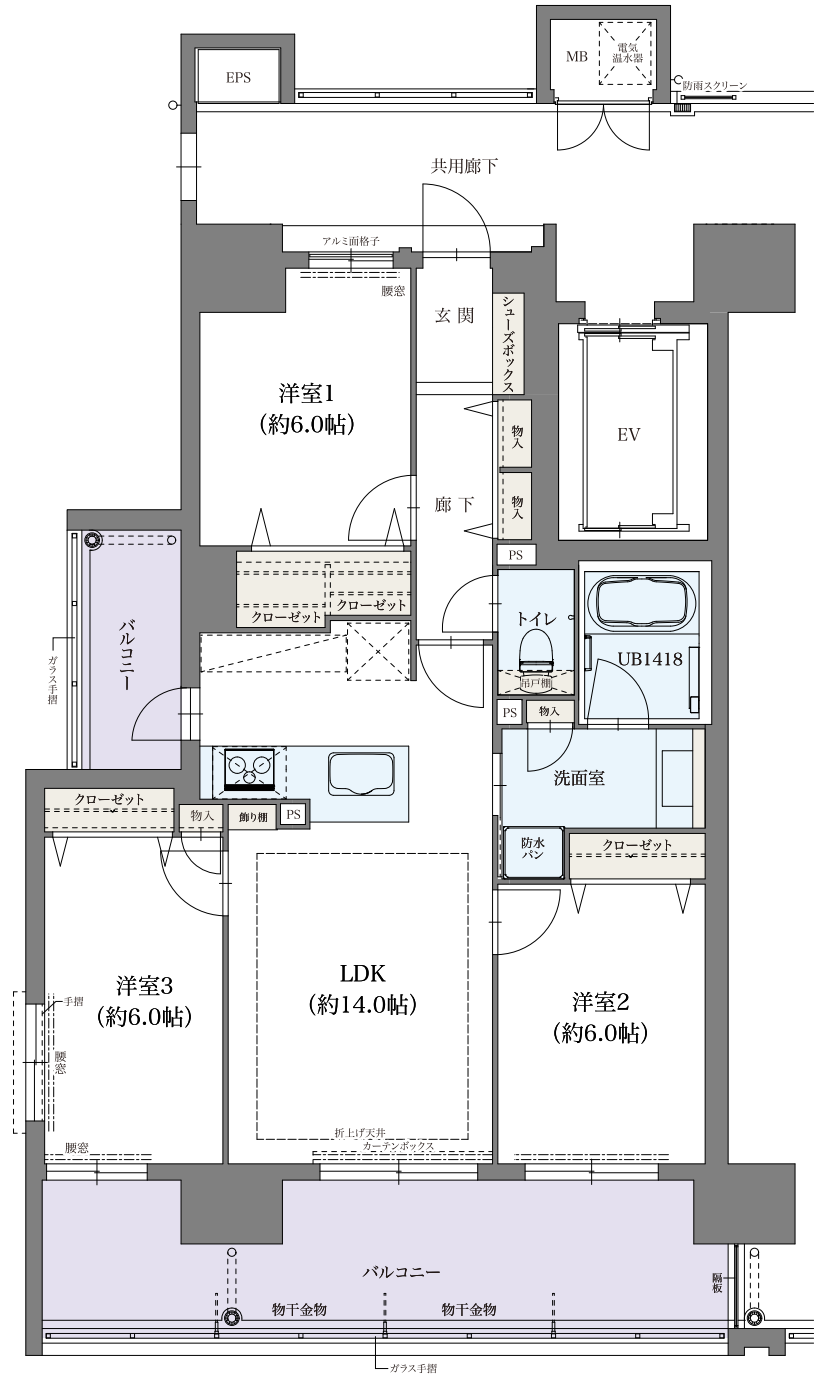 EPS
MB
電気
温水器
防雨スクリーン
共用廊下
アルミ面格子
腰窓
玄関
シューズボックス
洋室1
(約6.0帖)
物入
EV
廊下
物入
PS
クローゼット
クローゼット
トイレ
吊戸棚
UB1418
バルコニー
ガラス手摺
PS
物入
洗面室
クローゼット
物入
飾り棚
PS
防水
パン
クローゼット
洋室3
(約6.0帖)
手摺
腰窓
腰窓
LDK
(約14.0帖)
洋室2
(約6.0帖)
折上げ天井
カーテンボックス
バルコニー
隔板
物干金物
物干金物
ガラス手摺